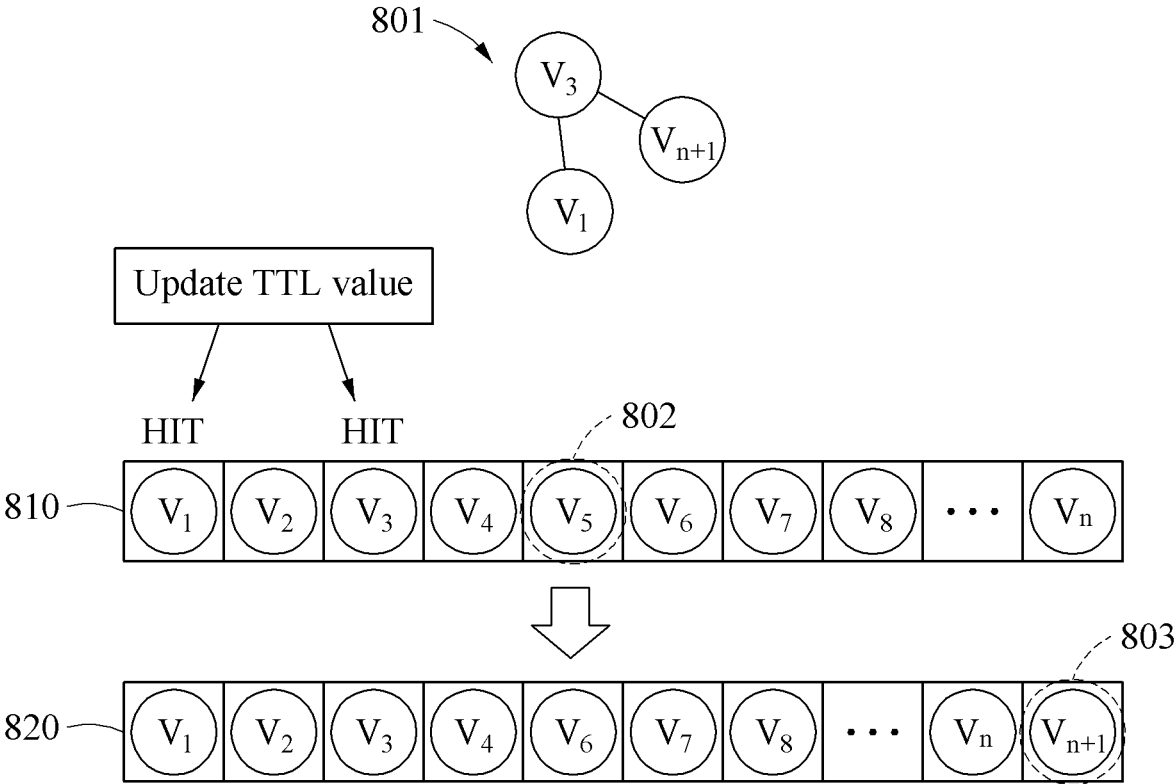 801
V3
Vn+1
V1
Update TTL value
HIT HIT
802
810 V1 V2 V3 V4 V5 V6 V7 V8 ··· Vn
803
820 V1 V2 V3 V4 V6 V7 V8 ··· Vn Vn+1